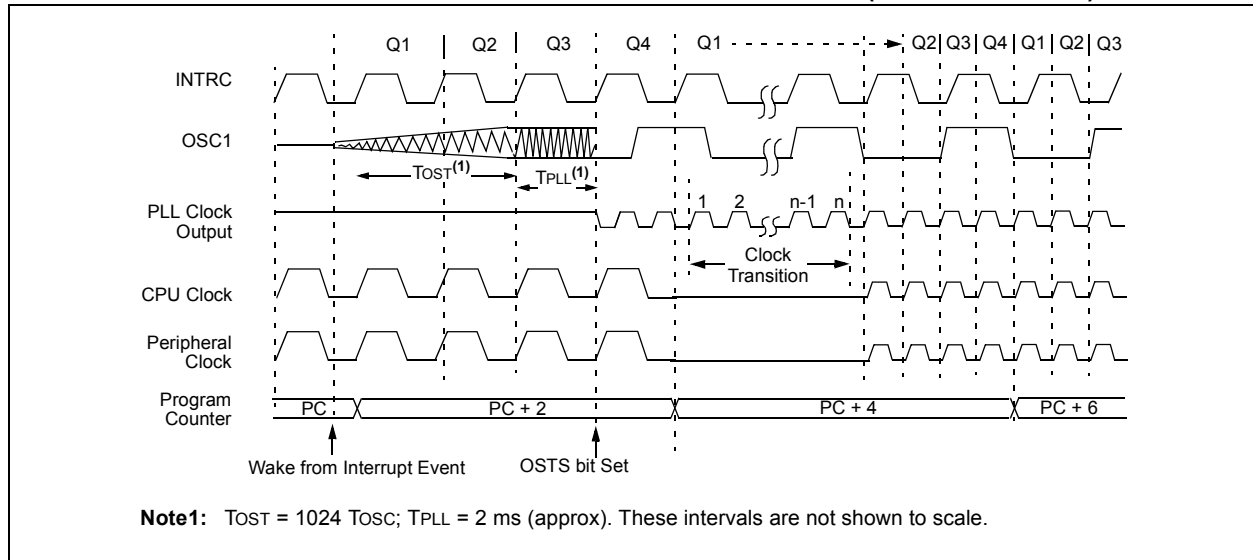 Q1 Q2 Q3 Q4 Q1 Q2 Q3 Q4 Q1 Q2 Q3
INTRC
OSC1
TOST(1) TPLL(1)
PLL Clock
Output
1 2 n-1 n
Clock
Transition
CPU Clock
Peripheral
Clock
Program
Counter
PC PC + 2 PC + 4 PC + 6
Wake from Interrupt Event OSTS bit Set
Note1: TOST = 1024 TOSC; TPLL = 2 ms (approx). These intervals are not shown to scale.